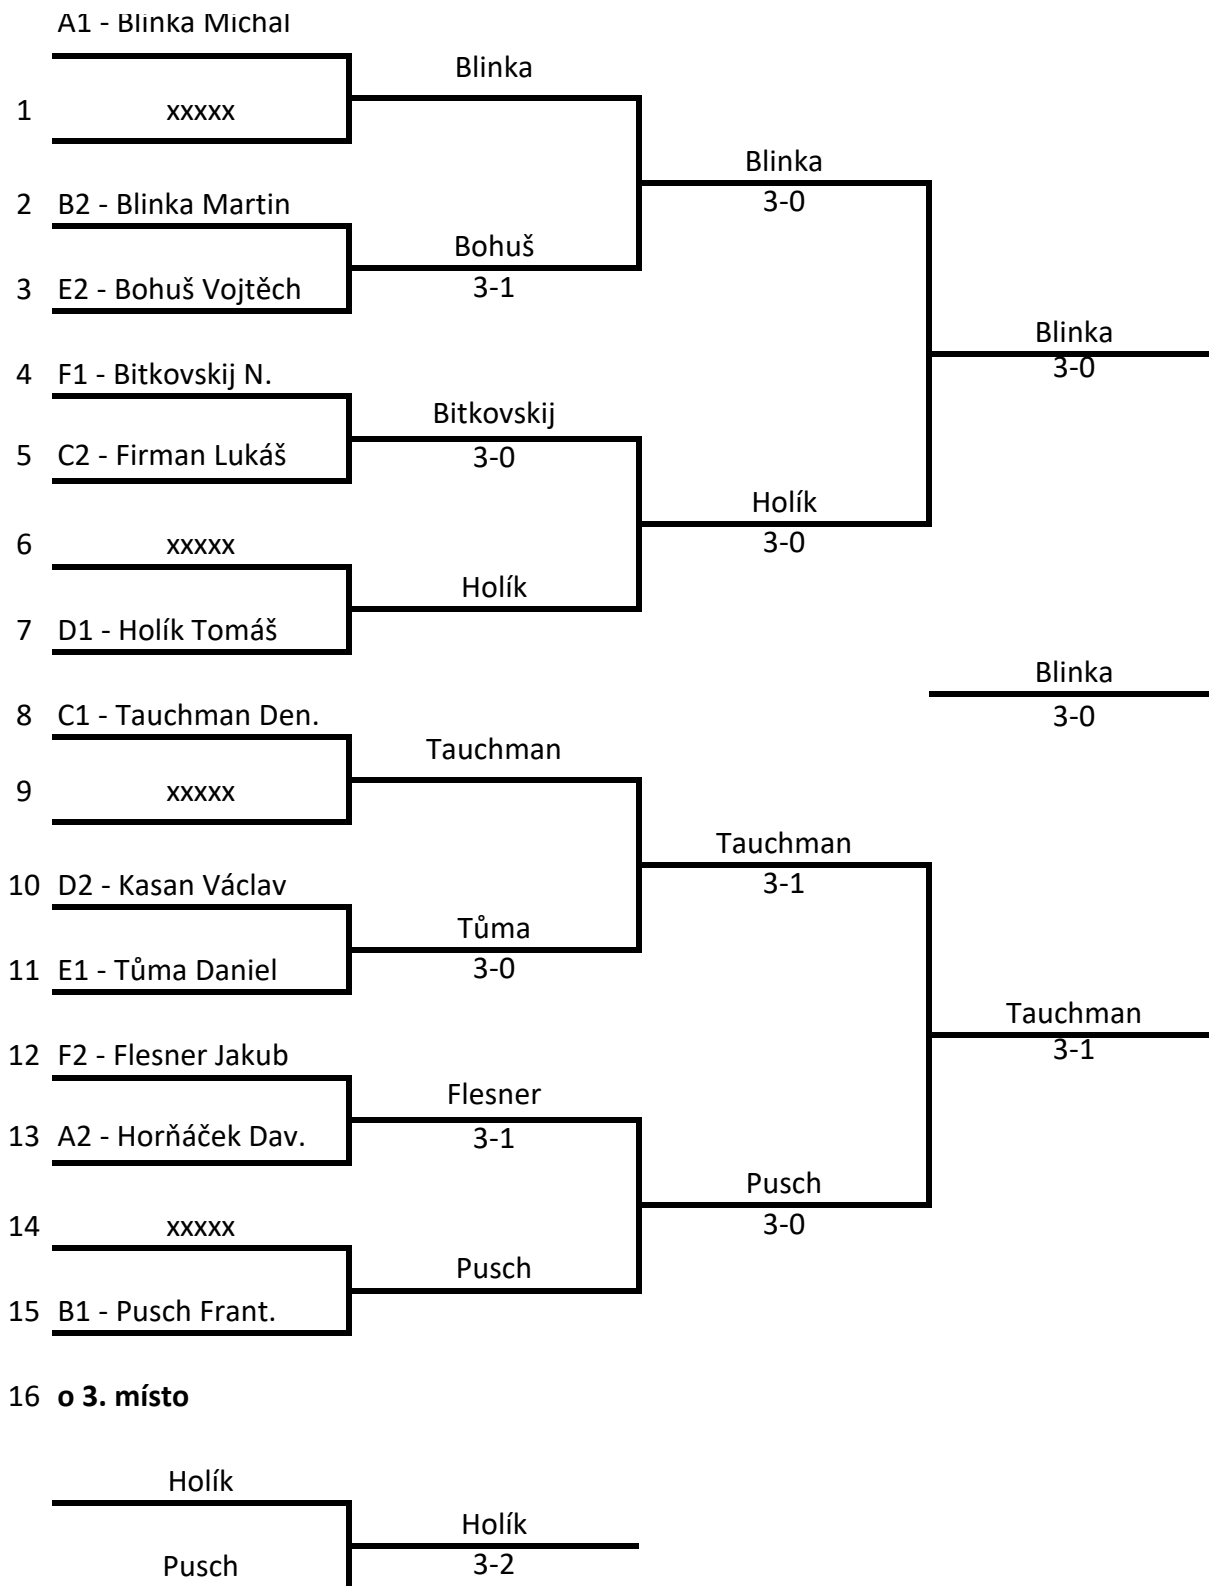 A1 - Blinka Michal
Blinka
1 xxxxx
Blinka
3-0
2 B2 - Blinka Martin
Bohuš
3-1
3 E2 - Bohuš Vojtěch
Blinka
3-0
4 F1 - Bitkovskij N.
Bitkovskij
3-0
5 C2 - Firman Lukáš
Holík
3-0
6 xxxxx
Holík
7 D1 - Holík Tomáš
Blinka
3-0
8 C1 - Tauchman Den.
Tauchman
9 xxxxx
Tauchman
3-1
10 D2 - Kasan Václav
Tůma
3-0
11 E1 - Tůma Daniel
Tauchman
3-1
12 F2 - Flesner Jakub
Flesner
3-1
13 A2 - Horňáček Dav.
Pusch
3-0
14 xxxxx
Pusch
15 B1 - Pusch Frant.
16 o 3. místo
Holík
Holík
3-2
Pusch